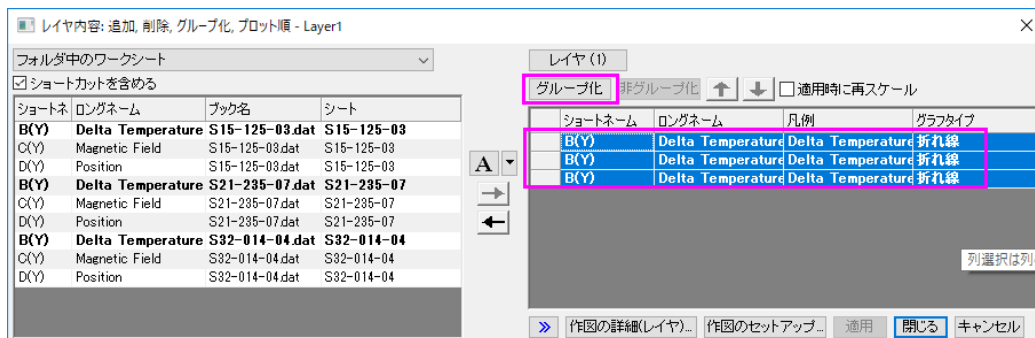 レイヤ内容: 追加, 削除, グループ化, プロット順 - Layer1
フォルダ中のワークシート
ショートカットを含める
ショートネ ロングネーム ブック名 シート
B(Y) Delta Temperature S15-125-03.dat S15-125-03
C(Y) Magnetic Field S15-125-03.dat S15-125-03
D(Y) Position S15-125-03.dat S15-125-03
B(Y) Delta Temperature S21-235-07.dat S21-235-07
C(Y) Magnetic Field S21-235-07.dat S21-235-07
D(Y) Position S21-235-07.dat S21-235-07
B(Y) Delta Temperature S32-014-04.dat S32-014-04
C(Y) Magnetic Field S32-014-04.dat S32-014-04
D(Y) Position S32-014-04.dat S32-014-04
A
レイヤ (1)
グループ化 非グループ化 適用時に再スケール
ショートネーム ロングネーム 凡例 グラフタイプ
B(Y) Delta Temperature Delta Temperature 折れ線
B(Y) Delta Temperature Delta Temperature 折れ線
B(Y) Delta Temperature Delta Temperature 折れ線
列選択は列
作図の詳細(レイヤ)... 作図のセットアップ... 適用 閉じる キャンセル